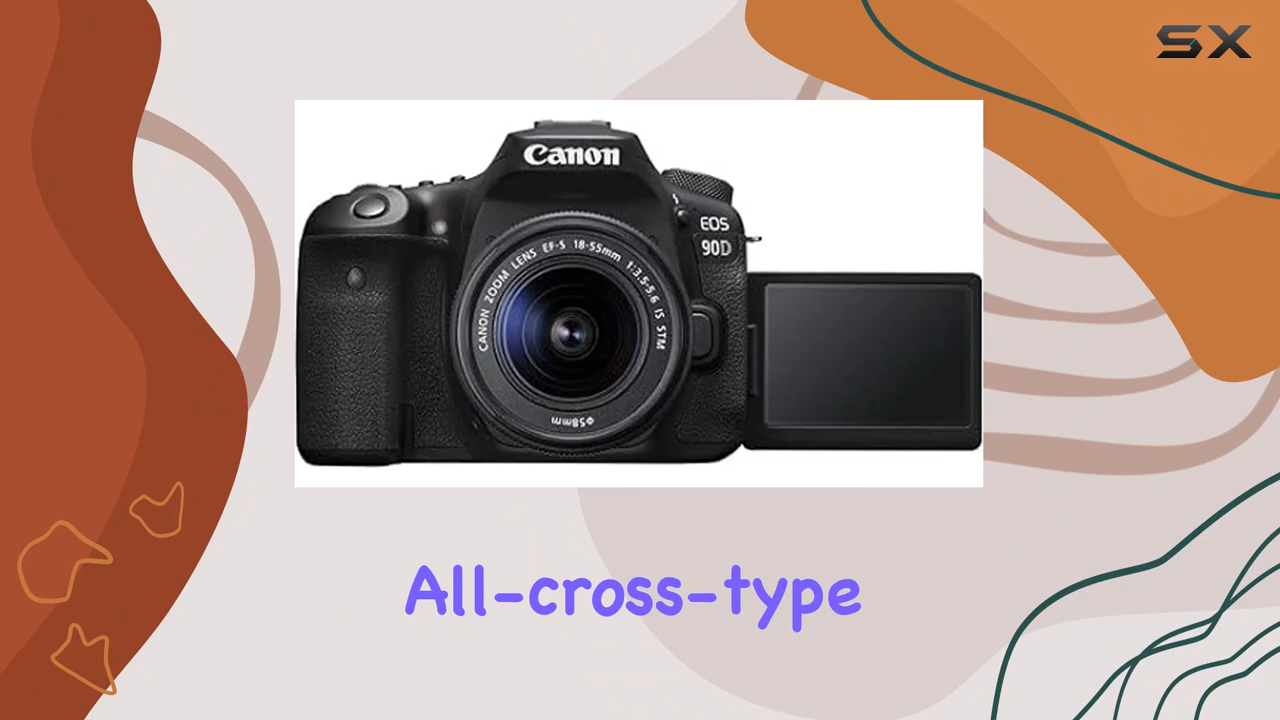 SX
Canon
EOS
90D
CANON ZOOM LENS EF-S 18-55mm 1:3.5-5.6 IS STM
Φ58mm
All-cross-type